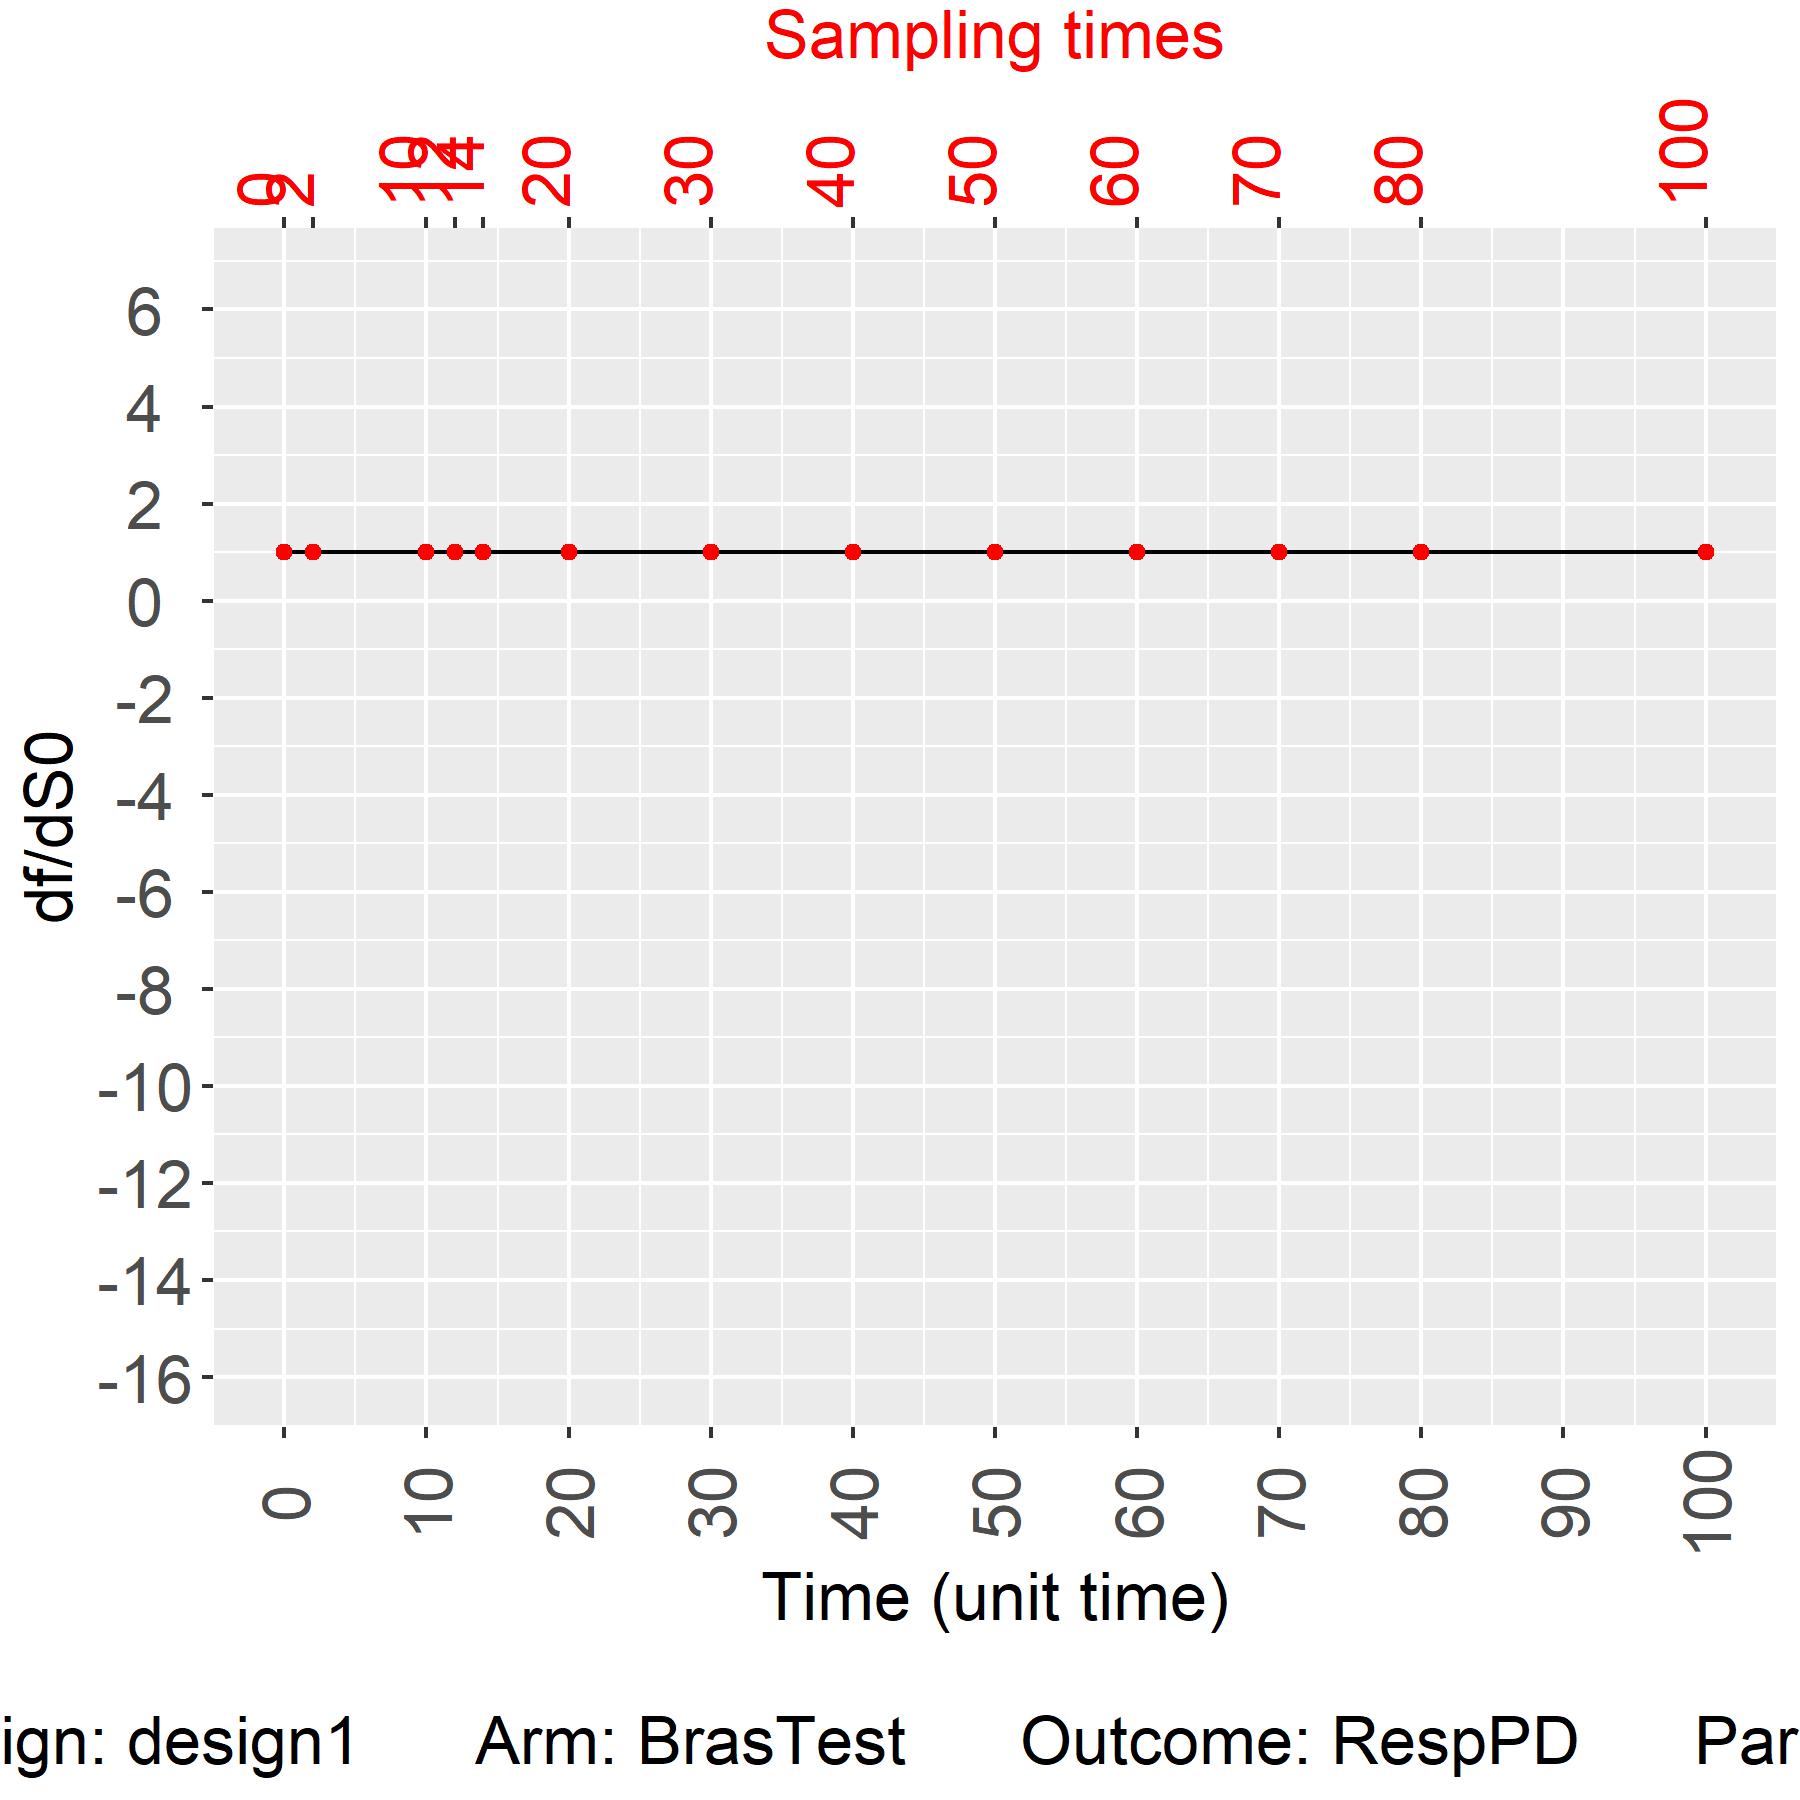 Sampling times
0 2 10 12 14 20 30 40 50 60 70 80 100
6
4
2
0
-2
-4
-6
-8
-10
-12
-14
-16
df/dS0
0 10 20 30 40 50 60 70 80 90 100
Time (unit time)
ign: design1 Arm: BrasTest Outcome: RespPD Par